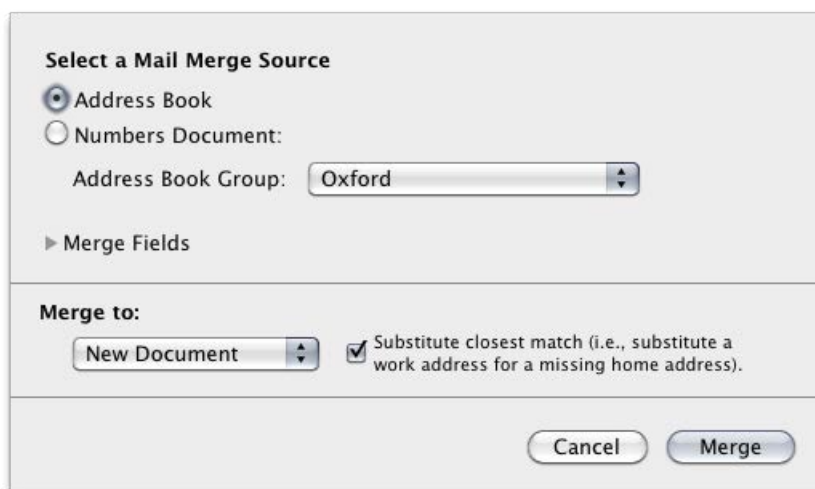 Select a Mail Merge Source
Address Book
Numbers Document:
Address Book Group: Oxford
Merge Fields
Merge to:
New Document
Substitute closest match (i.e., substitute a
work address for a missing home address).
Cancel Merge